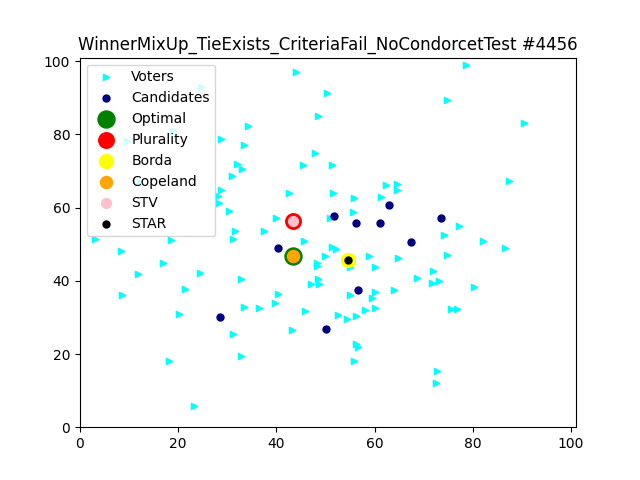 WinnerMixUp_TieExists_CriteriaFail_NoCondorcetTest #4456
100
80
60
40
20
0
Voters
Candidates
Optimal
Plurality
Borda
Copeland
STV
STAR
0 20 40 60 80 100